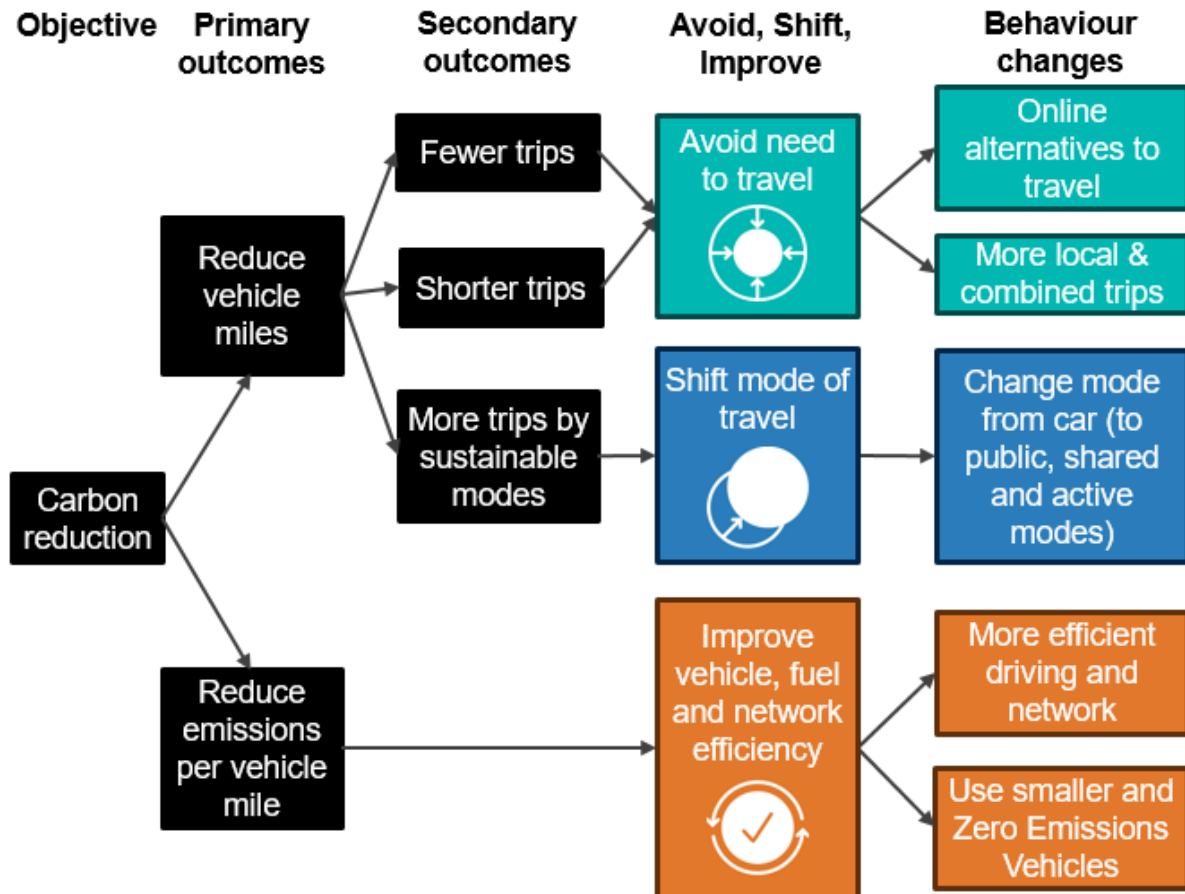 Objective
Primary
outcomes
Secondary
outcomes
Avoid, Shift,
Improve
Behaviour
changes
Carbon
reduction
Reduce
vehicle
miles
Reduce
emissions
per vehicle
mile
Fewer trips
Shorter trips
More trips by
sustainable
modes
Avoid need
to travel
Shift mode of
travel
Improve
vehicle, fuel
and network
efficiency
Online
alternatives to
travel
More local &
combined trips
Change mode
from car (to
public, shared
and active
modes)
More efficient
driving and
network
Use smaller and
Zero Emissions
Vehicles